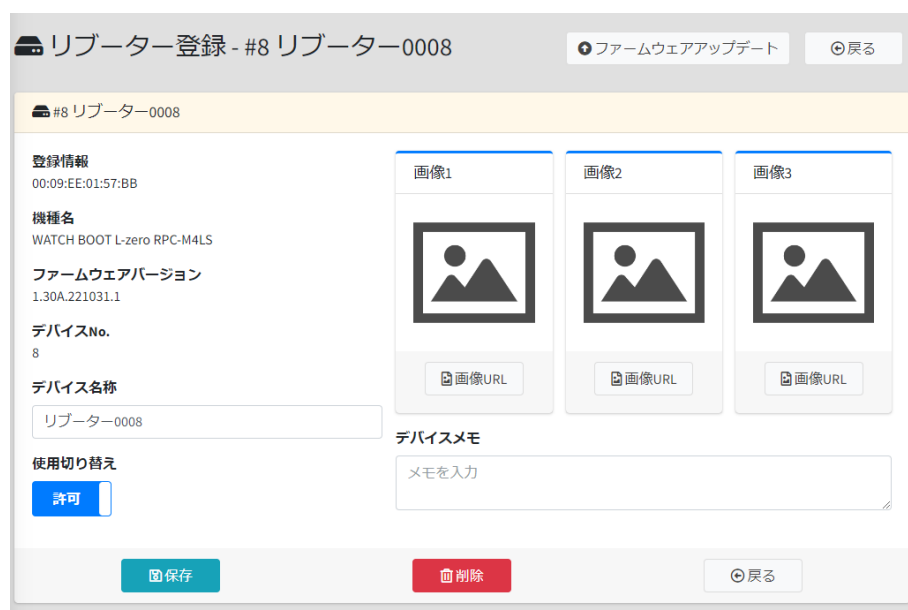 リブーター登録 - #8 リブーター0008
ファームウェアアップデート
戻る
#8 リブーター0008
登録情報
00:09:EE:01:57:BB
機種名
WATCH BOOT L-zero RPC-M4LS
ファームウェアバージョン
1.30A.221031.1
デバイスNo.
8
デバイス名称
リブーター0008
使用切り替え
許可
画像1
画像2
画像3
画像URL
画像URL
画像URL
デバイスメモ
メモを入力
保存
削除
戻る